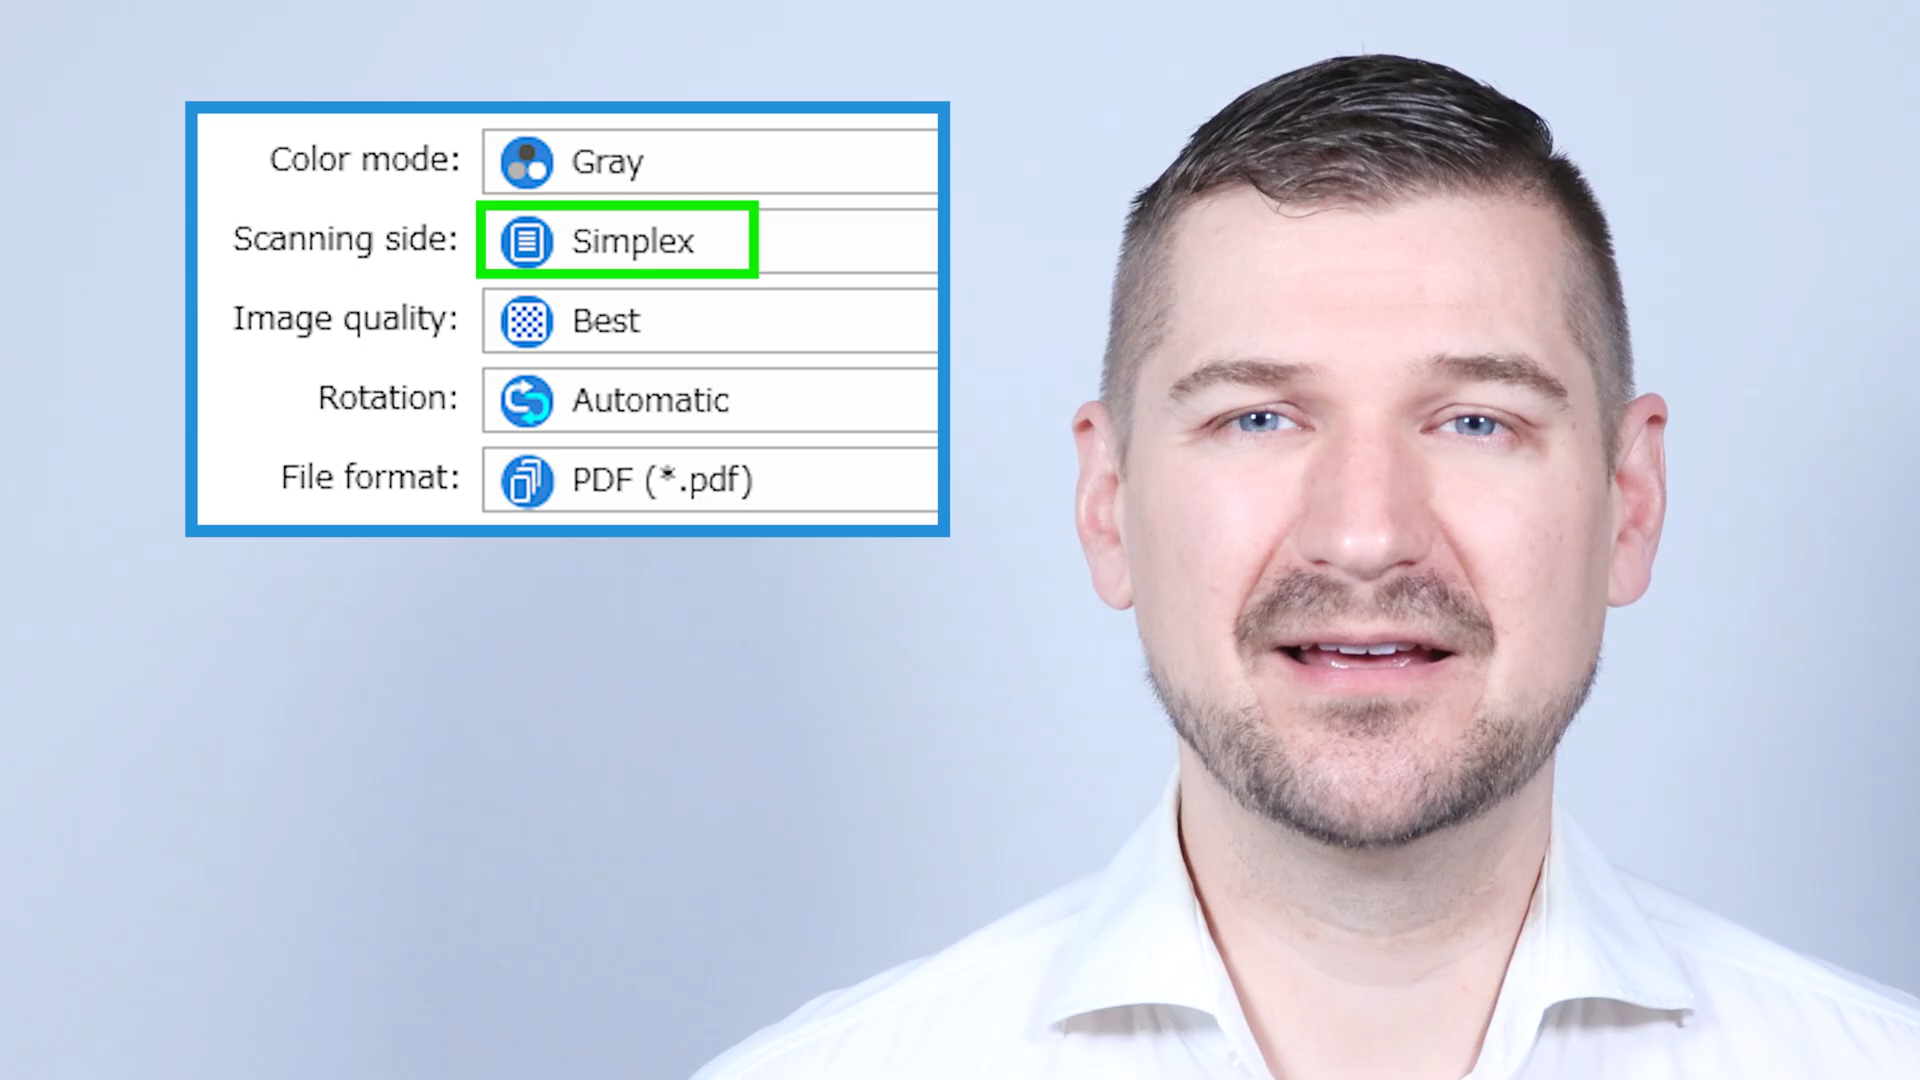 Color mode: Gray
Scanning side: Simplex
Image quality: Best
Rotation: Automatic
File format: PDF (*.pdf)